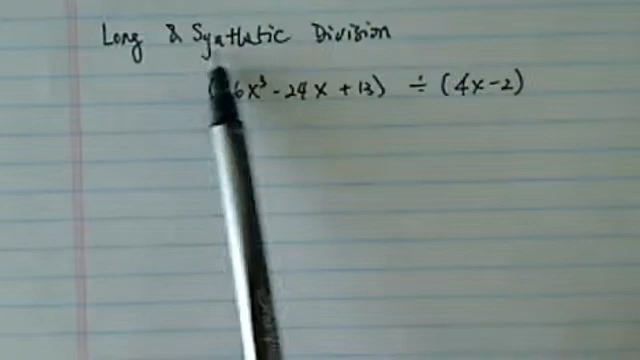 Long & Synthetic Division
(6x³ - 24x + 13) ÷ (4x-2)